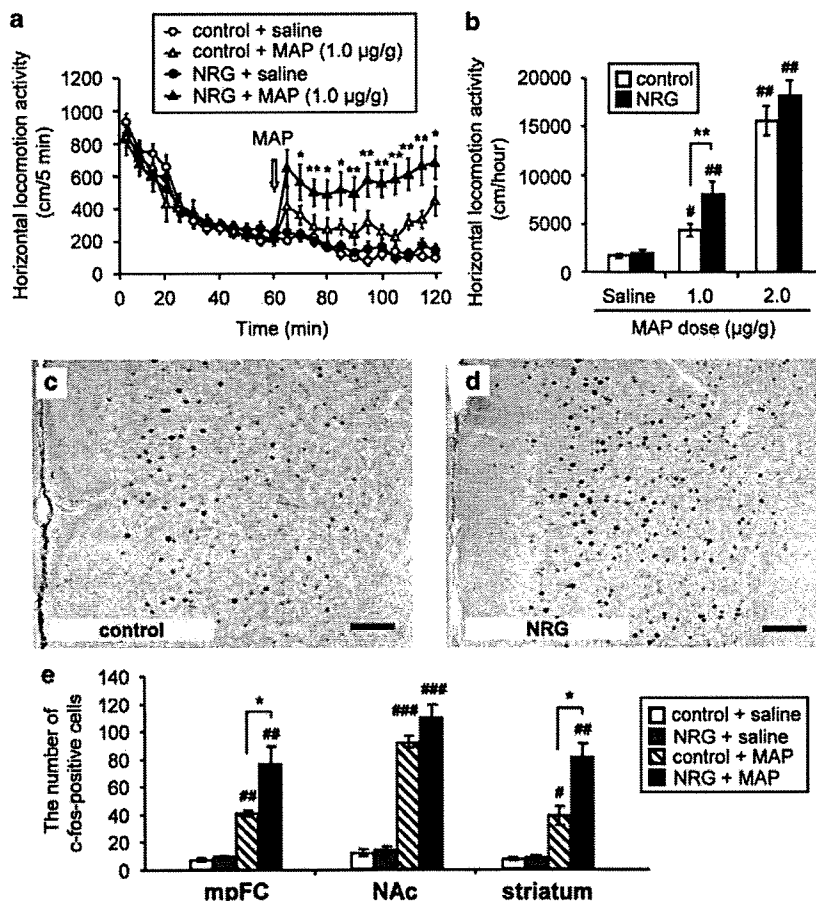 a
control + saline
control + MAP (1.0 µg/g)
NRG + saline
NRG + MAP (1.0 µg/g)
Horizontal locomotion activity
(cm/5 min)
1200
1000
800
600
400
200
0
MAP
* ** ** * * ** ** * ** ** ** ** *
0 20 40 60 80 100 120
Time (min)
b
control
NRG
Horizontal locomotion activity
(cm/hour)
20000
15000
10000
5000
0
**
# ##
## ##
Saline 1.0 2.0
MAP dose (µg/g)
c
control
d
NRG
e
The number of
c-fos-positive cells
140
120
100
80
60
40
20
0
* *
## ## ### ### # ##
mpFC NAc striatum
control + saline
NRG + saline
control + MAP
NRG + MAP